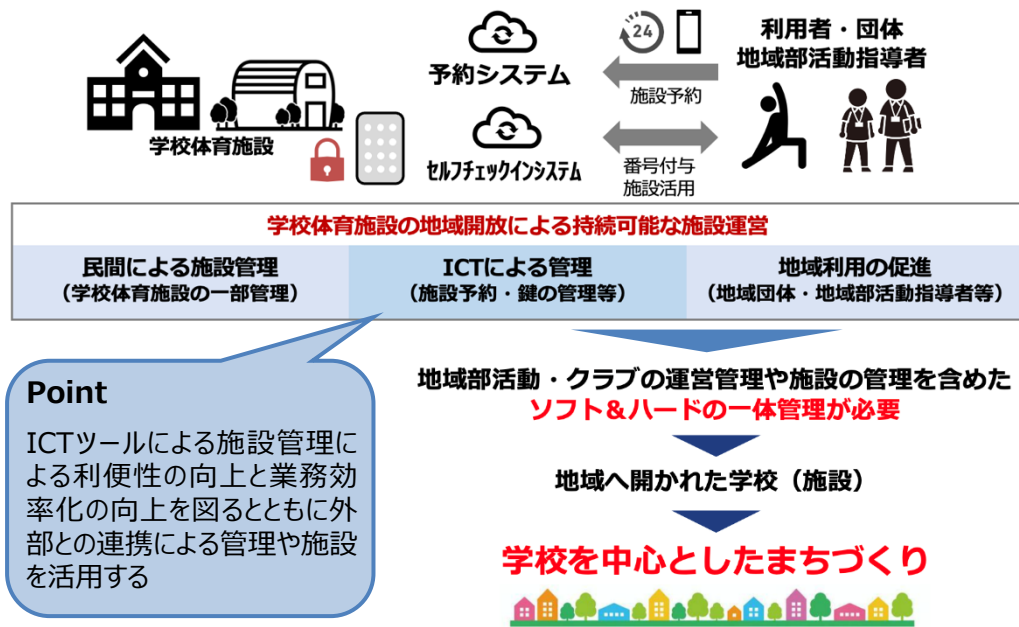 学校体育施設
予約システム
セルフチェックインシステム
24
施設予約
番号付与
施設活用
利用者・団体
地域部活動指導者
学校体育施設の地域開放による持続可能な施設運営
民間による施設管理
（学校体育施設の一部管理）
ICTによる管理
（施設予約・鍵の管理等）
地域利用の促進
（地域団体・地域部活動指導者等）
Point
ICTツールによる施設管理に
よる利便性の向上と業務効
率化の向上を図るとともに外
部との連携による管理や施設
を活用する
地域部活動・クラブの運営管理や施設の管理を含めた
ソフト＆ハードの一体管理が必要
地域へ開かれた学校（施設）
学校を中心としたまちづくり